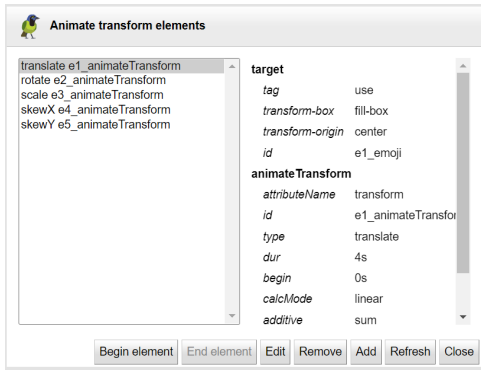 Animate transform elements
translate e1_animateTransform
rotate e2_animateTransform
scale e3_animateTransform
skewX e4_animateTransform
skewY e5_animateTransform
target
tag use
transform-box fill-box
transform-origin center
id e1_emoji
animateTransform
attributeName transform
id e1_animateTransfor
type translate
dur 4s
begin 0s
calcMode linear
additive sum
Begin element End element Edit Remove Add Refresh Close